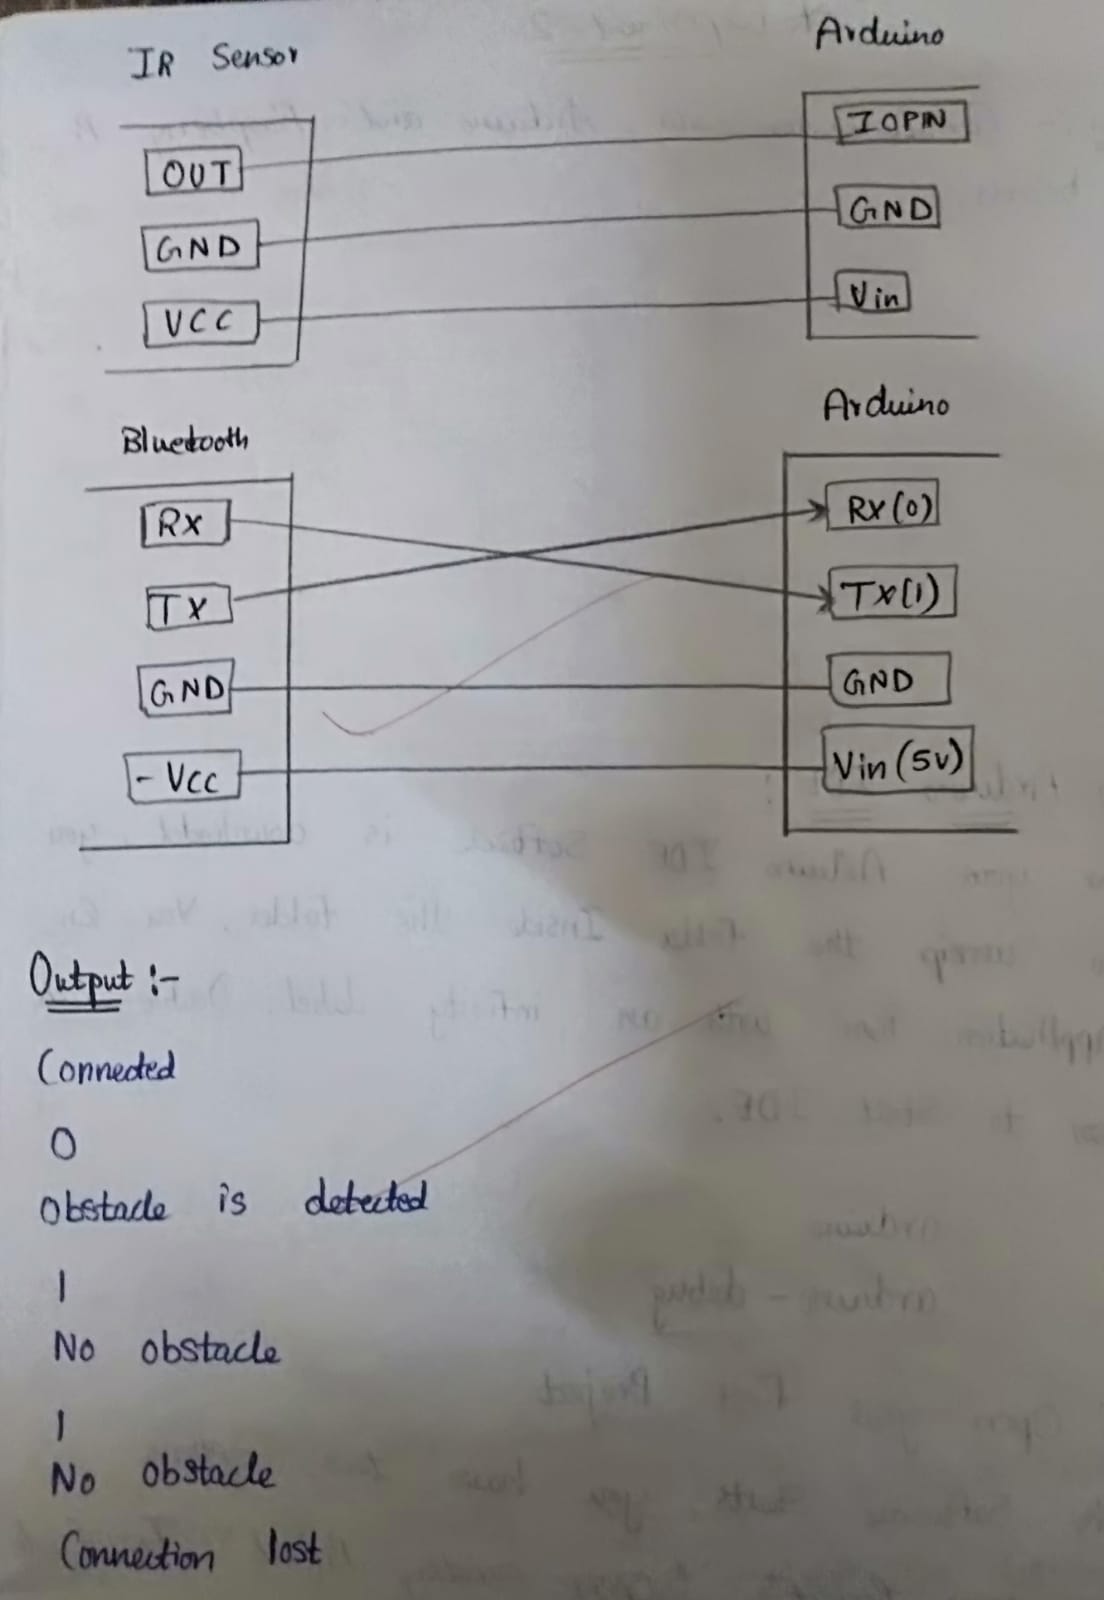 IR Sensor
Arduino
OUT
IOPIN
GND
GND
VCC
Vin
Bluetooth
Arduino
Rx
Rx(0)
Tx
Tx(1)
GND
GND
- Vcc
Vin (5v)
Output :-
Connected
0
Obstacle is detected
1
No obstacle
1
No obstacle
Connection lost